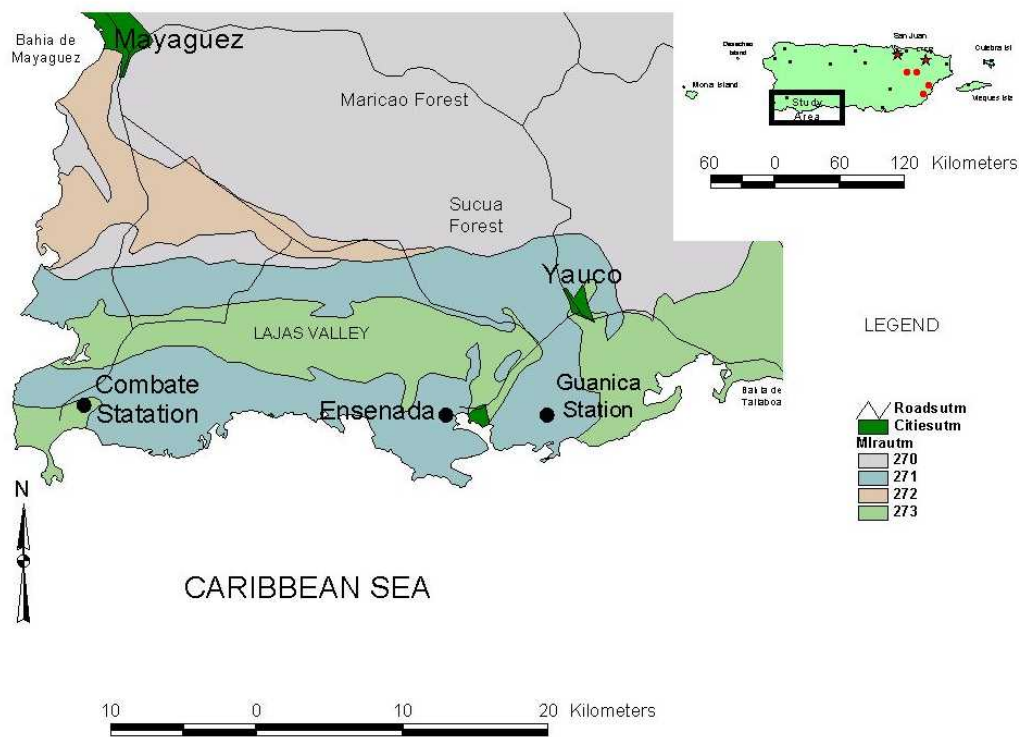 Bahia de
Mayaguez
Mayaguez
Maricao Forest
Sucua
Forest
Yauco
LAJAS VALLEY
Combate
Statation
Ensenada
Guanica
Station
Bahia de
Tallaboa
San Juan
Island
Mona Island
Study
Area
60 0 60 120 Kilometers
LEGEND
Roadsutm
Citiesutm
Mlrautm
270
271
272
273
N
CARIBBEAN SEA
10 0 10 20 Kilometers